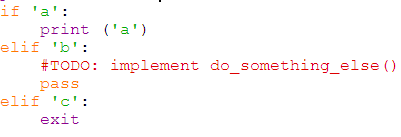 if 'a':
    print ('a')
elif 'b':
    #TODO: implement do_something_else()
    pass
elif 'c':
    exit